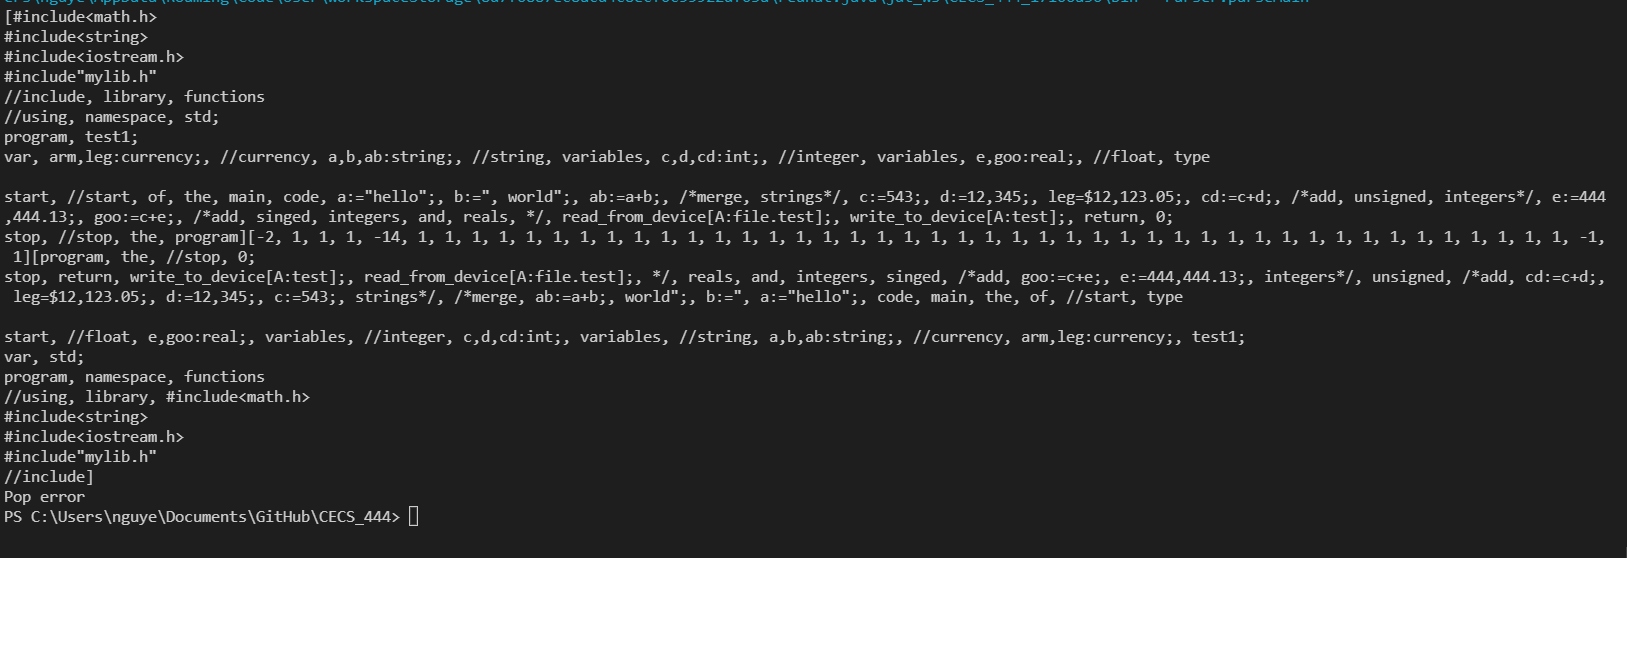 ers\nguye\AppData\Roaming\Code\User\workspaceStorage\
[#include<math.h>
#include<string>
#include<iostream.h>
#include"mylib.h"
//include, library, functions
//using, namespace, std;
program, test1;
var, arm,leg:currency;, //currency, a,b,ab:string;, //string, variables, c,d,cd:int;, //integer, variables, e,goo:real;, //float, type
start, //start, of, the, main, code, a:="hello";, b:=", world";, ab:=a+b;, /*merge, strings*/, c:=543;, d:=12,345;, leg=$12,123.05;, cd:=c+d;, /*add, unsigned, integers*/, e:=444
,444.13;, goo:=c+e;, /*add, singed, integers, and, reals, */, read_from_device[A:file.test];, write_to_device[A:test];, return, 0;
stop, //stop, the, program][-2, 1, 1, 1, -14, 1, 1, 1, 1, 1, 1, 1, 1, 1, 1, 1, 1, 1, 1, 1, 1, 1, 1, 1, 1, 1, 1, 1, 1, 1, 1, 1, 1, 1, 1, 1, 1, 1, 1, 1, 1, 1, 1, 1, 1, 1, 1, 1, -1,
1][program, the, //stop, 0;
stop, return, write_to_device[A:test];, read_from_device[A:file.test];, */, reals, and, integers, singed, /*add, goo:=c+e;, e:=444,444.13;, integers*/, unsigned, /*add, cd:=c+d;,
leg=$12,123.05;, d:=12,345;, c:=543;, strings*/, /*merge, ab:=a+b;, world";, b:=", a:="hello";, code, main, the, of, //start, type
start, //float, e,goo:real;, variables, //integer, c,d,cd:int;, variables, //string, a,b,ab:string;, //currency, arm,leg:currency;, test1;
var, std;
program, namespace, functions
//using, library, #include<math.h>
#include<string>
#include<iostream.h>
#include"mylib.h"
//include]
Pop error
PS C:\Users\nguye\Documents\GitHub\CECS_444>